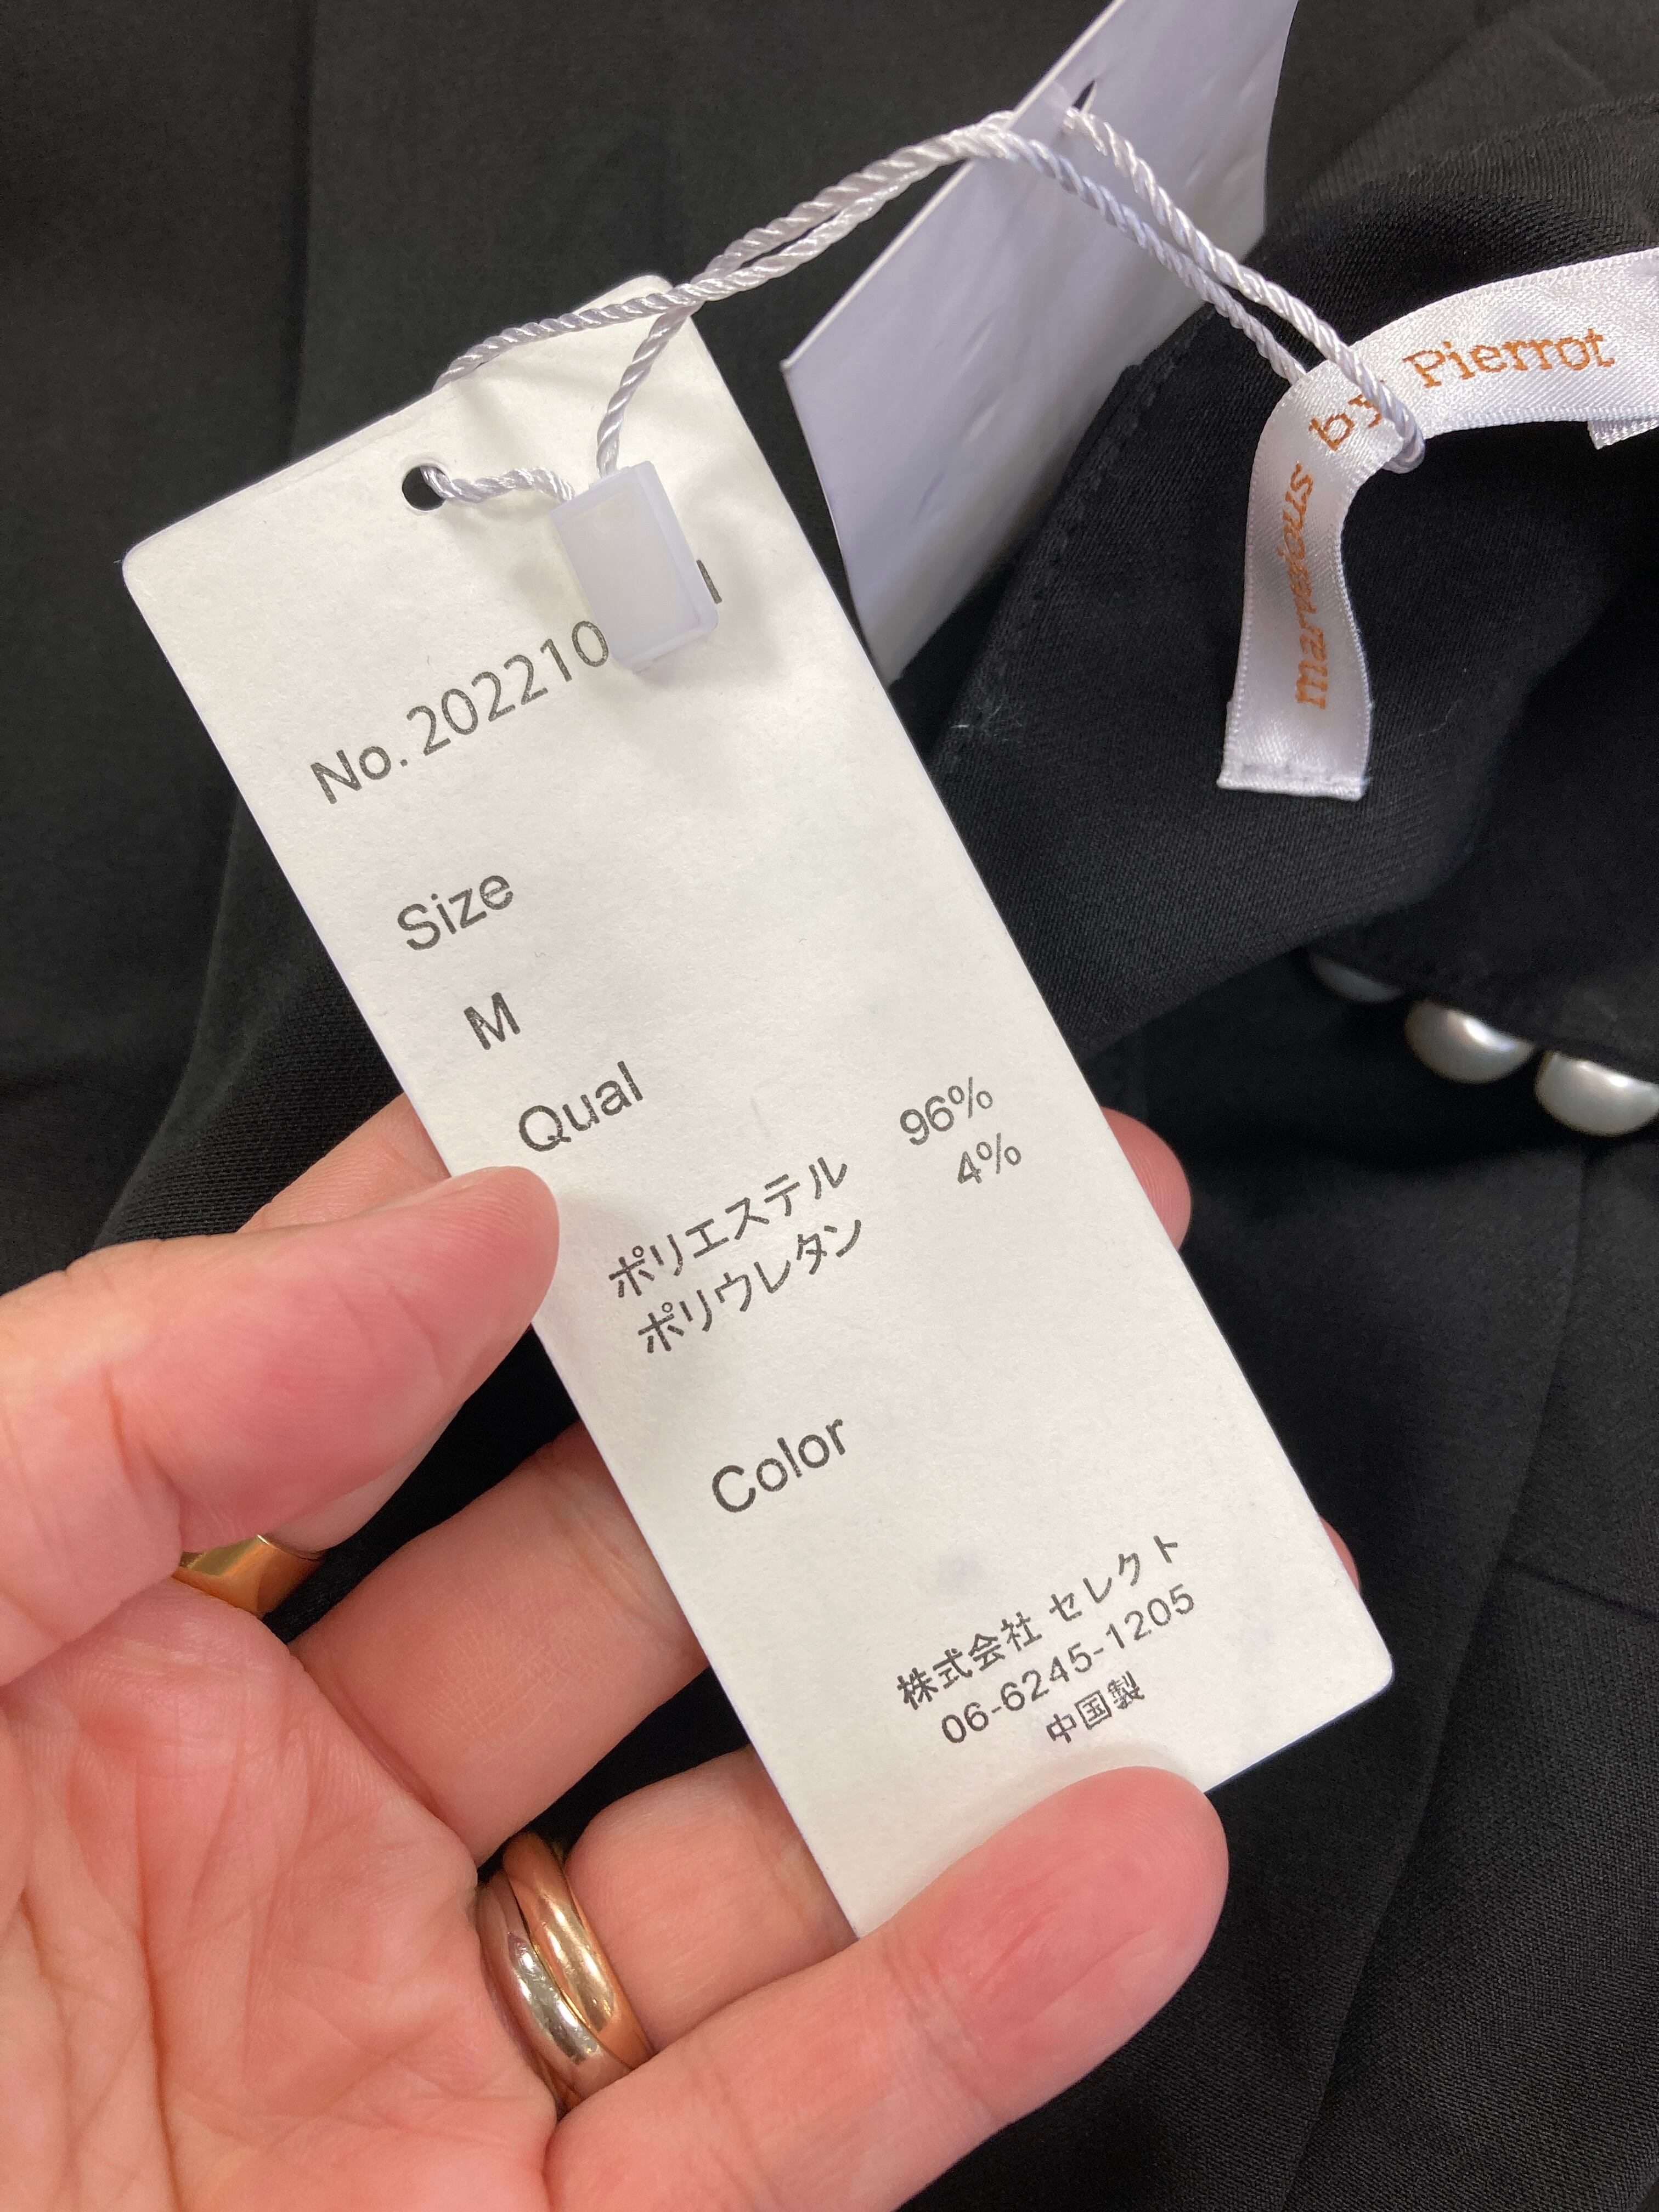 No.202210
Size
M
Qual
ポリエステル 96%
ポリウレタン 4%
Color
株式会社 セレクト
06-6245-1205
中国製
marvelous by Pierrot